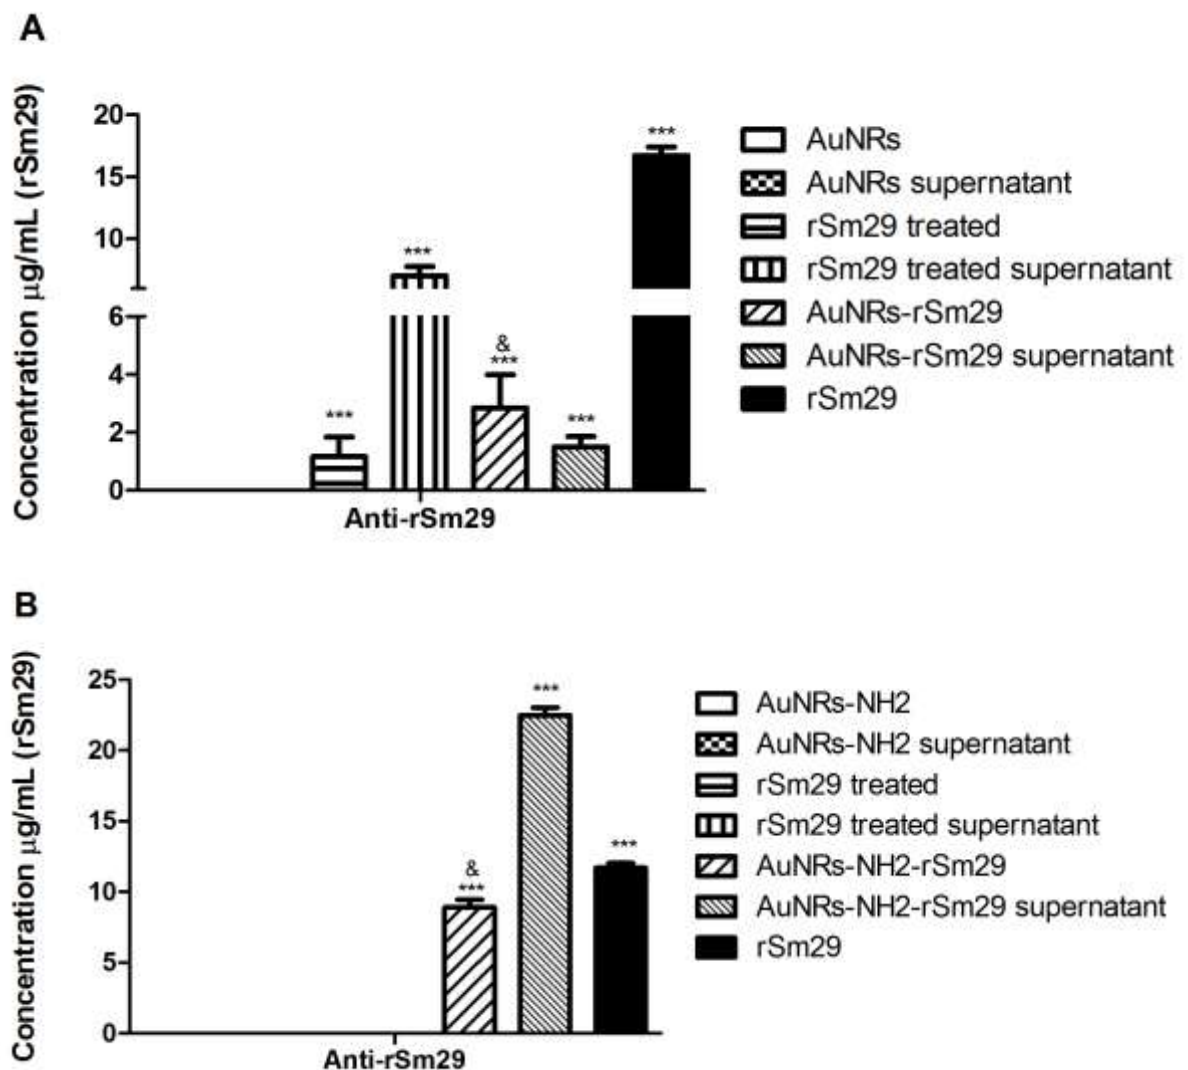 A
Concentration µg/mL (rSm29)
20
15
10
6
4
2
0
***
***
&
***
***
***
Anti-rSm29
AuNRs
AuNRs supernatant
rSm29 treated
rSm29 treated supernatant
AuNRs-rSm29
AuNRs-rSm29 supernatant
rSm29
B
Concentration µg/mL (rSm29)
25
20
15
10
5
0
&
***
***
***
Anti-rSm29
AuNRs-NH2
AuNRs-NH2 supernatant
rSm29 treated
rSm29 treated supernatant
AuNRs-NH2-rSm29
AuNRs-NH2-rSm29 supernatant
rSm29